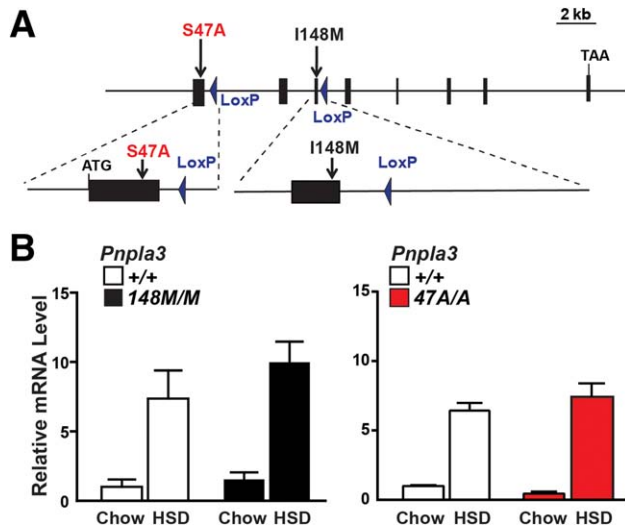 A
S47A
I148M
2 kb
TAA
LoxP
LoxP
ATG
S47A
LoxP
I148M
LoxP
B
Pnpla3
+/+
148M/M
Pnpla3
+/+
47A/A
Relative mRNA Level
15
10
5
0
Chow HSD Chow HSD
15
10
5
0
Chow HSD Chow HSD